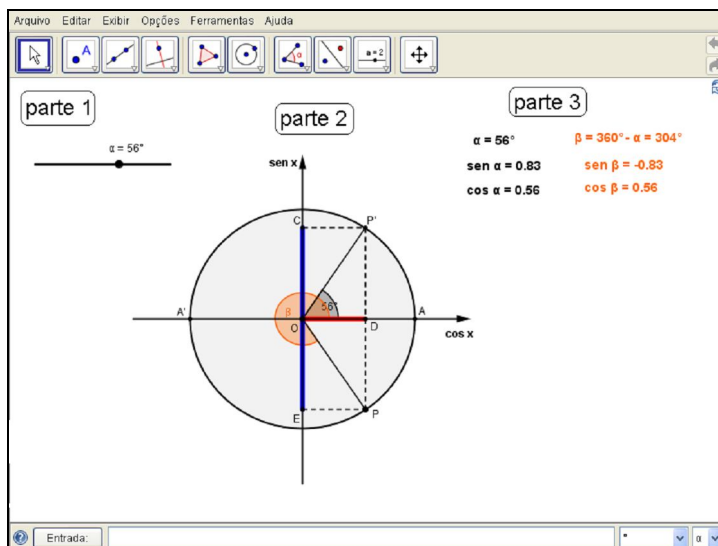 Arquivo Editar Exibir Opções Ferramentas Ajuda
A
α
a = 2
parte 1
parte 2
parte 3
α = 56°
α = 56°
β = 360° - α = 304°
sen α = 0.83
sen β = -0.83
cos α = 0.56
cos β = 0.56
sen x
C
P'
A'
β
56°
O
D
A
cos x
E
P
Entrada:
°
α